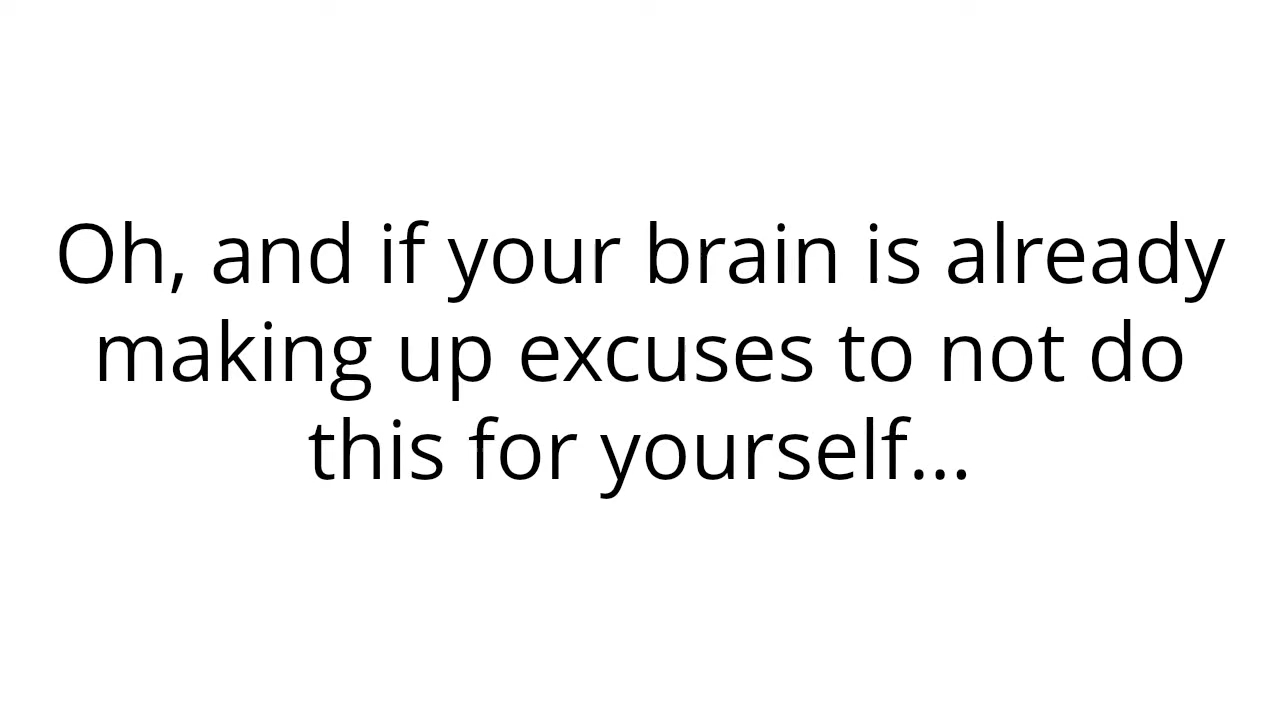 Oh, and if your brain is already
making up excuses to not do
this for yourself...